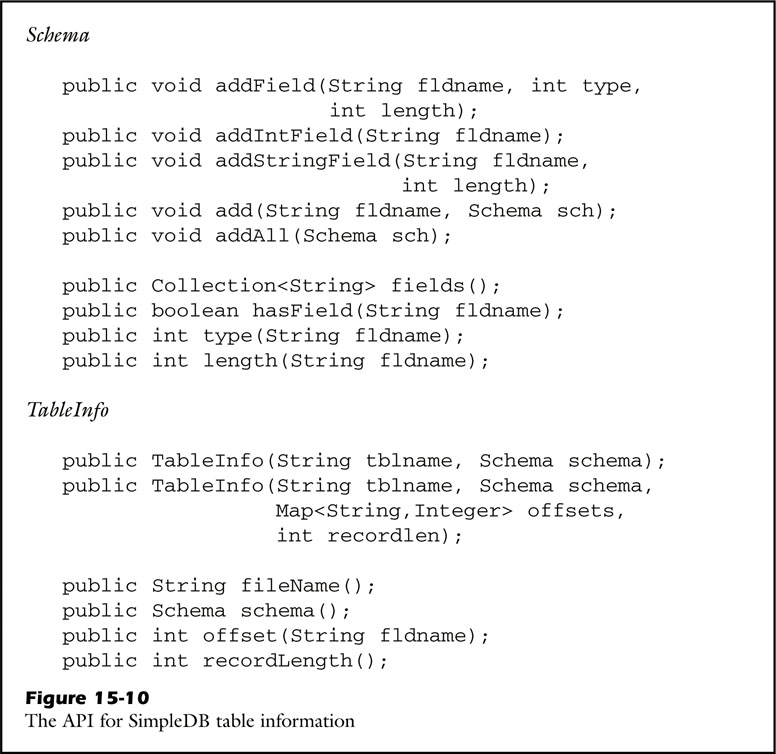 Schema
public void addField(String fldname, int type,
int length);
public void addIntField(String fldname);
public void addStringField(String fldname,
int length);
public void add(String fldname, Schema sch);
public void addAll(Schema sch);
public Collection<String> fields();
public boolean hasField(String fldname);
public int type(String fldname);
public int length(String fldname);
TableInfo
public TableInfo(String tblname, Schema schema);
public TableInfo(String tblname, Schema schema,
Map<String,Integer> offsets,
int recordlen);
public String fileName();
public Schema schema();
public int offset(String fldname);
public int recordLength();
Figure 15-10
The API for SimpleDB table information